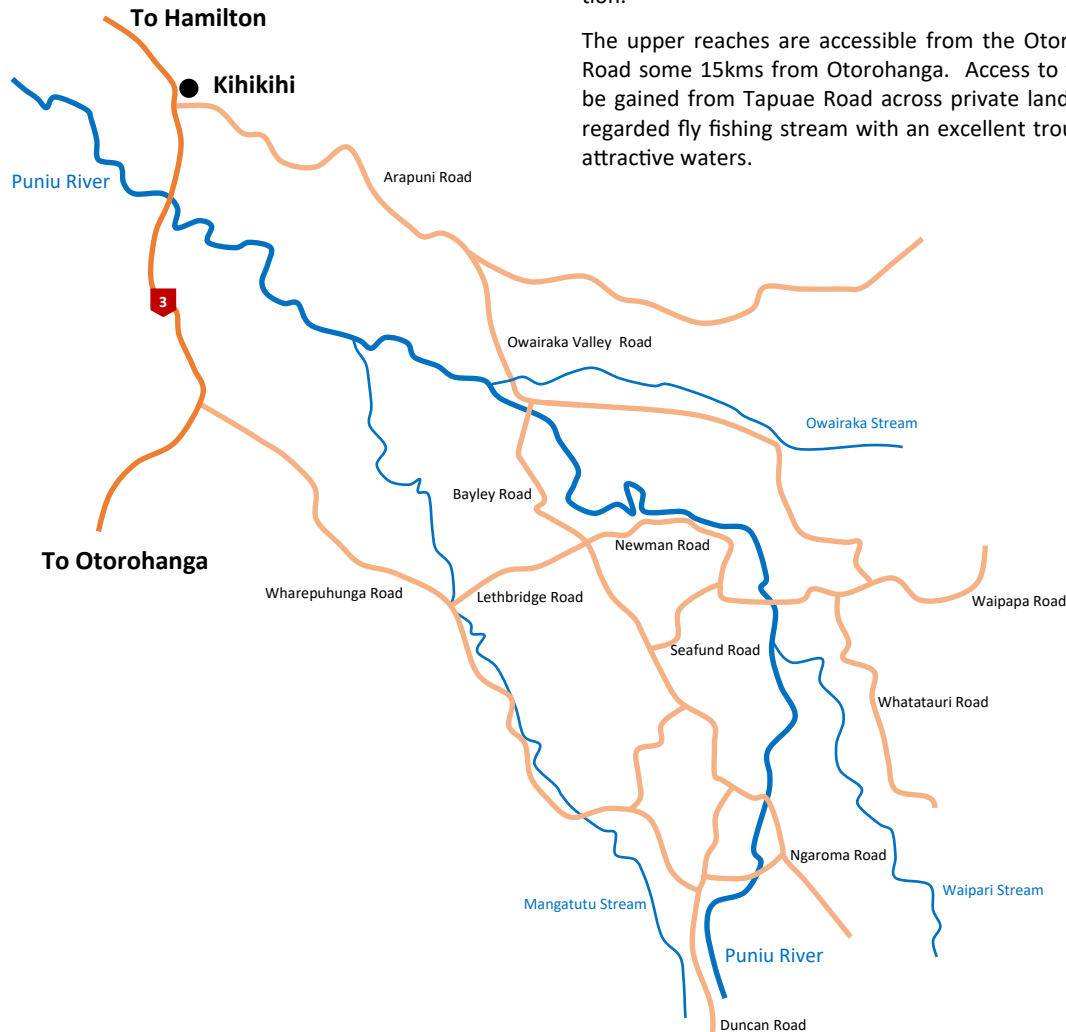 tion.
The upper reaches are accessible from the Otor
Road some 15kms from Otorohanga. Access to
be gained from Tapuae Road across private land
regarded fly fishing stream with an excellent trou
attractive waters.
To Hamilton
Kihikihi
Puniu River
Arapuni Road
3
Owairaka Valley Road
Owairaka Stream
Bayley Road
Newman Road
To Otorohanga
Wharepuhunga Road
Lethbridge Road
Waipapa Road
Seafund Road
Whatatauri Road
Ngaroma Road
Waipari Stream
Mangatutu Stream
Puniu River
Duncan Road